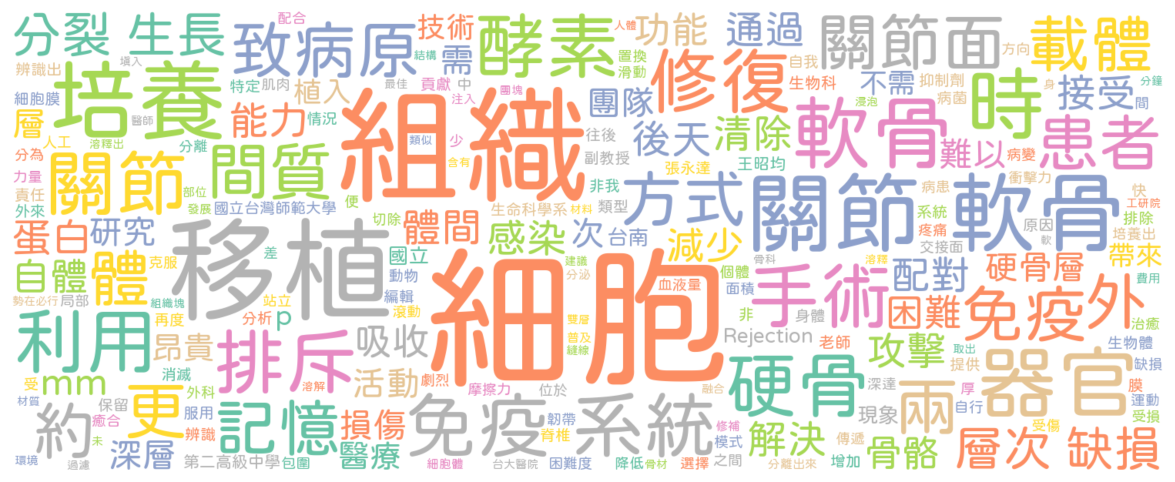 分裂 生長
致病原
配合
技術
需
酵素
人體
功能
通過
關節面
方向
載體
填入
結構
置換
滑動
自我
辨識出
培養
特定
肌肉
植入
最佳
貢獻
中
注入
團塊
修復
生物科
不需
抑制劑
身
分鐘
細胞膜
醫師
能力
情況
組織
團隊
浸泡
病菌
時
接受
間
層
人工
溶釋出
分離
類似
少
往後
後天
清除
軟骨
患者
分為
關節
間質
含有
副教授
張永達
王昭均
難以
病變
衝擊力
力量
責任
部位
便
非我
方式
關節 軟骨
病患
快
工研院
外來
發展
國立台灣師範大學
切除
生命科學系
材料
類型
系統
原因
排除
蛋白
研究
移植
體間
感染
次
台南
減少
疼痛
交接面
軟
培養出
帶來
自體
體
克服
差
國立
動物
細胞
建議
分泌
骨科
溶釋
配對
硬骨層
費用
勢在必行
局部
組織塊
站立
編輯
血液量
個體
面積
手術
困難
免疫
外
利用
再度
分析
p
滾動
吸收
雙層
普及
縫線
非
身體
Rejection
老師
治癒
生物體
昂貴
排斥
硬骨
攻擊
取出
提供
缺損
mm
消滅
活動
劇烈
溶解
摩擦力
位於
融合
深達
兩
器官
厚
膜
運動
受
外科
更
記憶
損傷
免疫系統
韌帶
現象
自行
受損
材質
約
保留
癒合
服用
辨識
脊椎
修補
模式
解決
傳遞
骨骼
層次
受傷
缺損
未
環境
過濾
深層
第二高級中學
包圍
醫療
細胞體
台大醫院
困難度
降低
骨材
選擇
之間
分離出來
增加